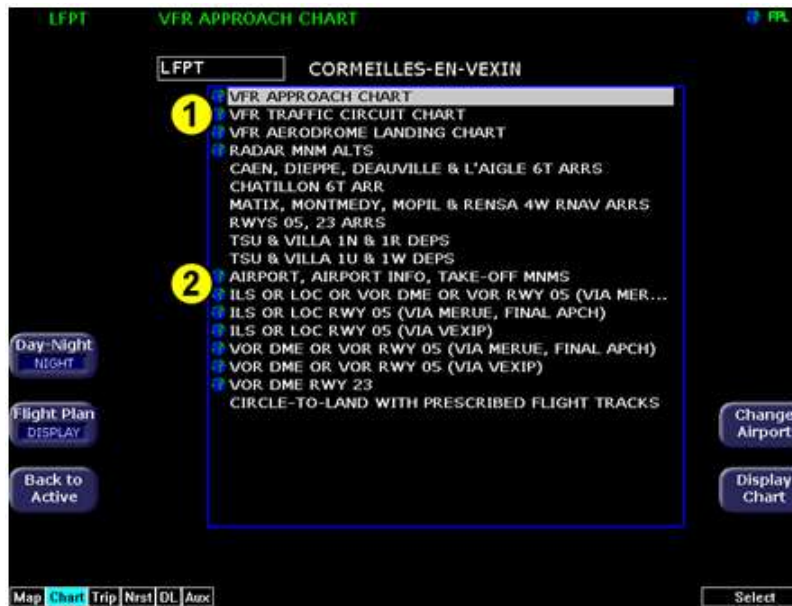 LFPT VFR APPROACH CHART FPL
LFPT CORMEILLES-EN-VEXIN
VFR APPROACH CHART
1 VFR TRAFFIC CIRCUIT CHART
VFR AERODROME LANDING CHART
RADAR MNM ALTS
CAEN, DIEPPE, DEAUVILLE & L'AIGLE 6T ARRS
CHATILLON 6T ARR
MATIX, MONTMEDY, MOPIL & RENSA 4W RNAV ARRS
RWYS 05, 23 ARRS
TSU & VILLA 1N & 1R DEPS
TSU & VILLA 1U & 1W DEPS
2 AIRPORT, AIRPORT INFO, TAKE-OFF MNMS
ILS OR LOC OR VOR DME OR VOR RWY 05 (VIA MER...
ILS OR LOC RWY 05 (VIA MERUE, FINAL APCH)
ILS OR LOC RWY 05 (VIA VEXIP)
VOR DME OR VOR RWY 05 (VIA MERUE, FINAL APCH)
VOR DME OR VOR RWY 05 (VIA VEXIP)
VOR DME RWY 23
CIRCLE-TO-LAND WITH PRESCRIBED FLIGHT TRACKS
Day-Night
NIGHT
Flight Plan
DISPLAY
Back to
Active
Change
Airport
Display
Chart
Map Chart Trip Nrst DL Aux Select